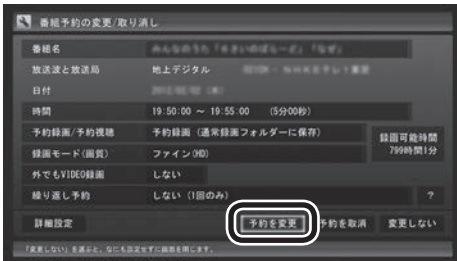 番組予約の変更/取り消し
番組名
放送波と放送局 地上デジタル
日付
時間 19:50:00 ~ 19:55:00 (5分00秒)
予約録画/予約視聴 予約録画 (通常録画フォルダーに保存)
録画可能時間
799時間1分
録画モード(画質) ファイン(HD)
外でもVIDEO録画 しない
繰り返し予約 しない (1回のみ) ?
詳細設定 予約を変更 予約を取消 変更しない
「変更しない」を選ぶと、なにも設定せずに画面を閉じます。